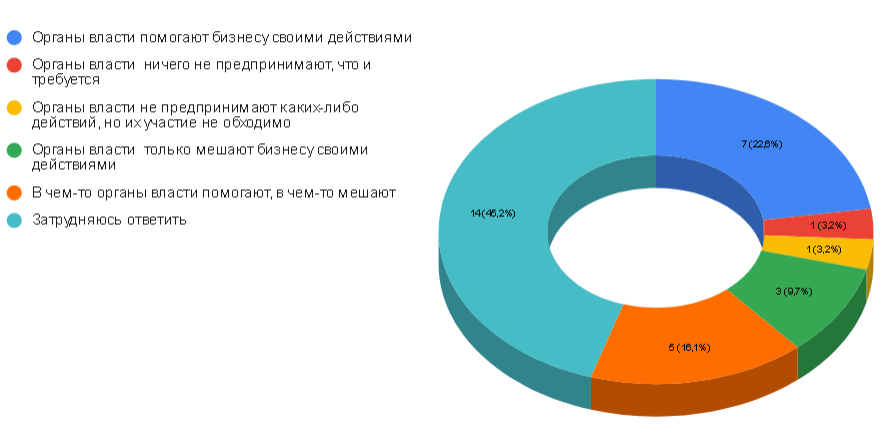 Органы власти помогают бизнесу своими действиями
Органы власти  ничего не предпринимают, что и
требуется
Органы власти не предпринимают каких-либо
действий, но их участие не обходимо
Органы власти  только мешают бизнесу своими
действиями
В чем-то органы власти помогают, в чем-то мешают
Затрудняюсь ответить
7 (22,6%)
14 (45,2%)
1 (3,2%)
1 (3,2%)
3 (9,7%)
5 (16,1%)